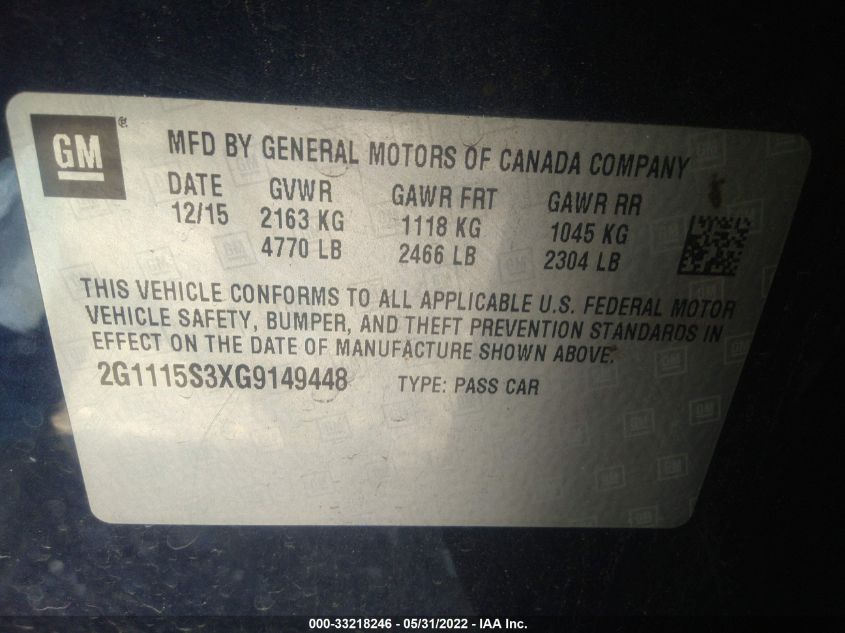 GM
MFD BY GENERAL MOTORS OF CANADA COMPANY
DATE GVWR GAWR FRT GAWR RR
12/15 2163 KG 1118 KG 1045 KG
4770 LB 2466 LB 2304 LB
THIS VEHICLE CONFORMS TO ALL APPLICABLE U.S. FEDERAL MOTOR
VEHICLE SAFETY, BUMPER, AND THEFT PREVENTION STANDARDS IN
EFFECT ON THE DATE OF MANUFACTURE SHOWN ABOVE.
2G1115S3XG9149448 TYPE: PASS CAR
000-33218246 - 05/31/2022 - IAA Inc.